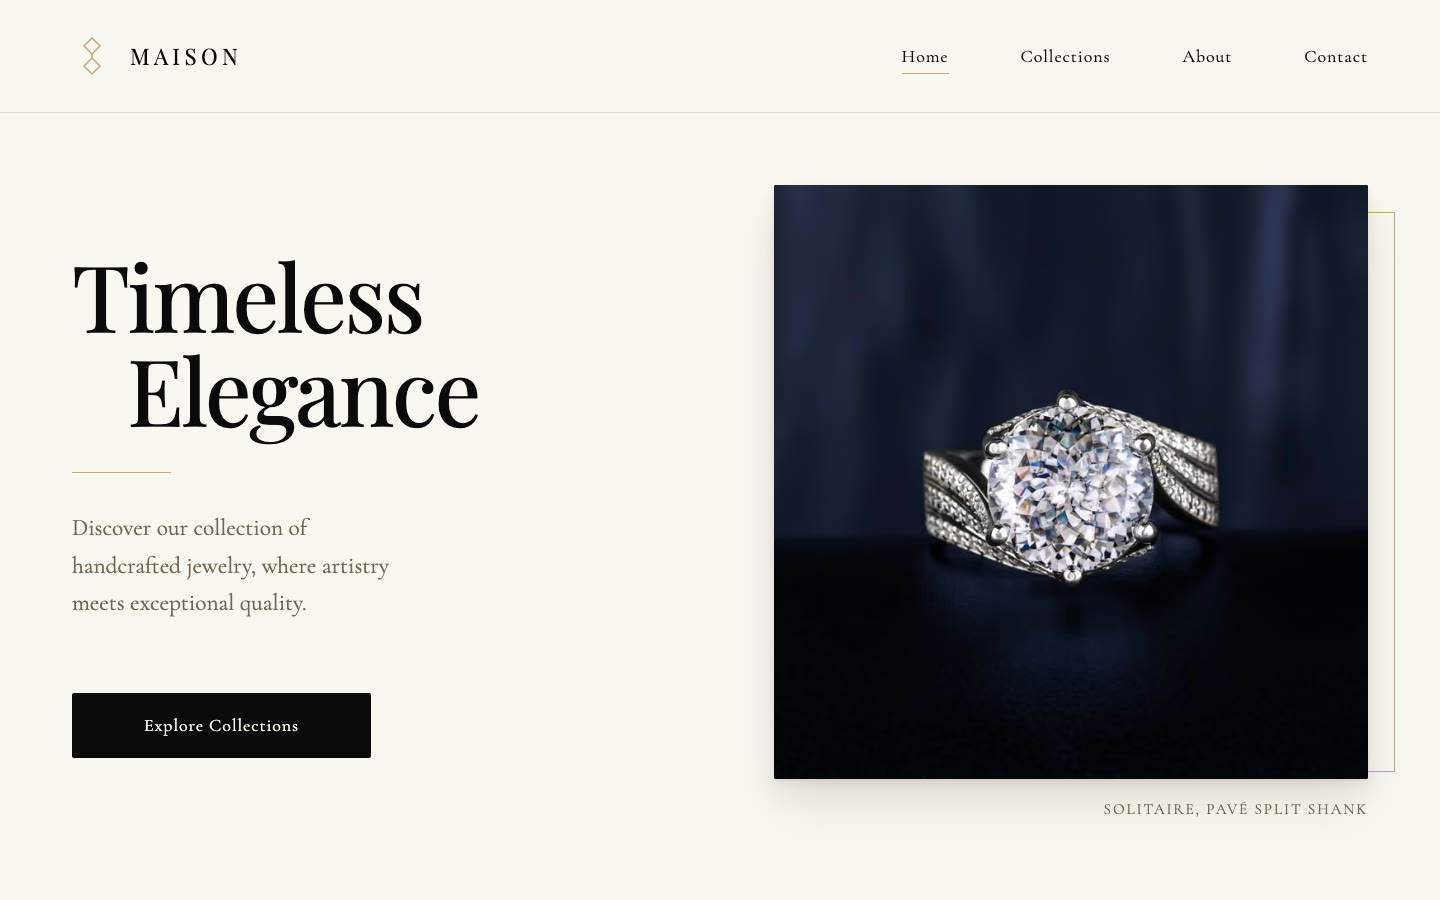 MAISON
Home
Collections
About
Contact
Timeless
Elegance
Discover our collection of
handcrafted jewelry, where artistry
meets exceptional quality.
Explore Collections
SOLITAIRE, PAVÉ SPLIT SHANK